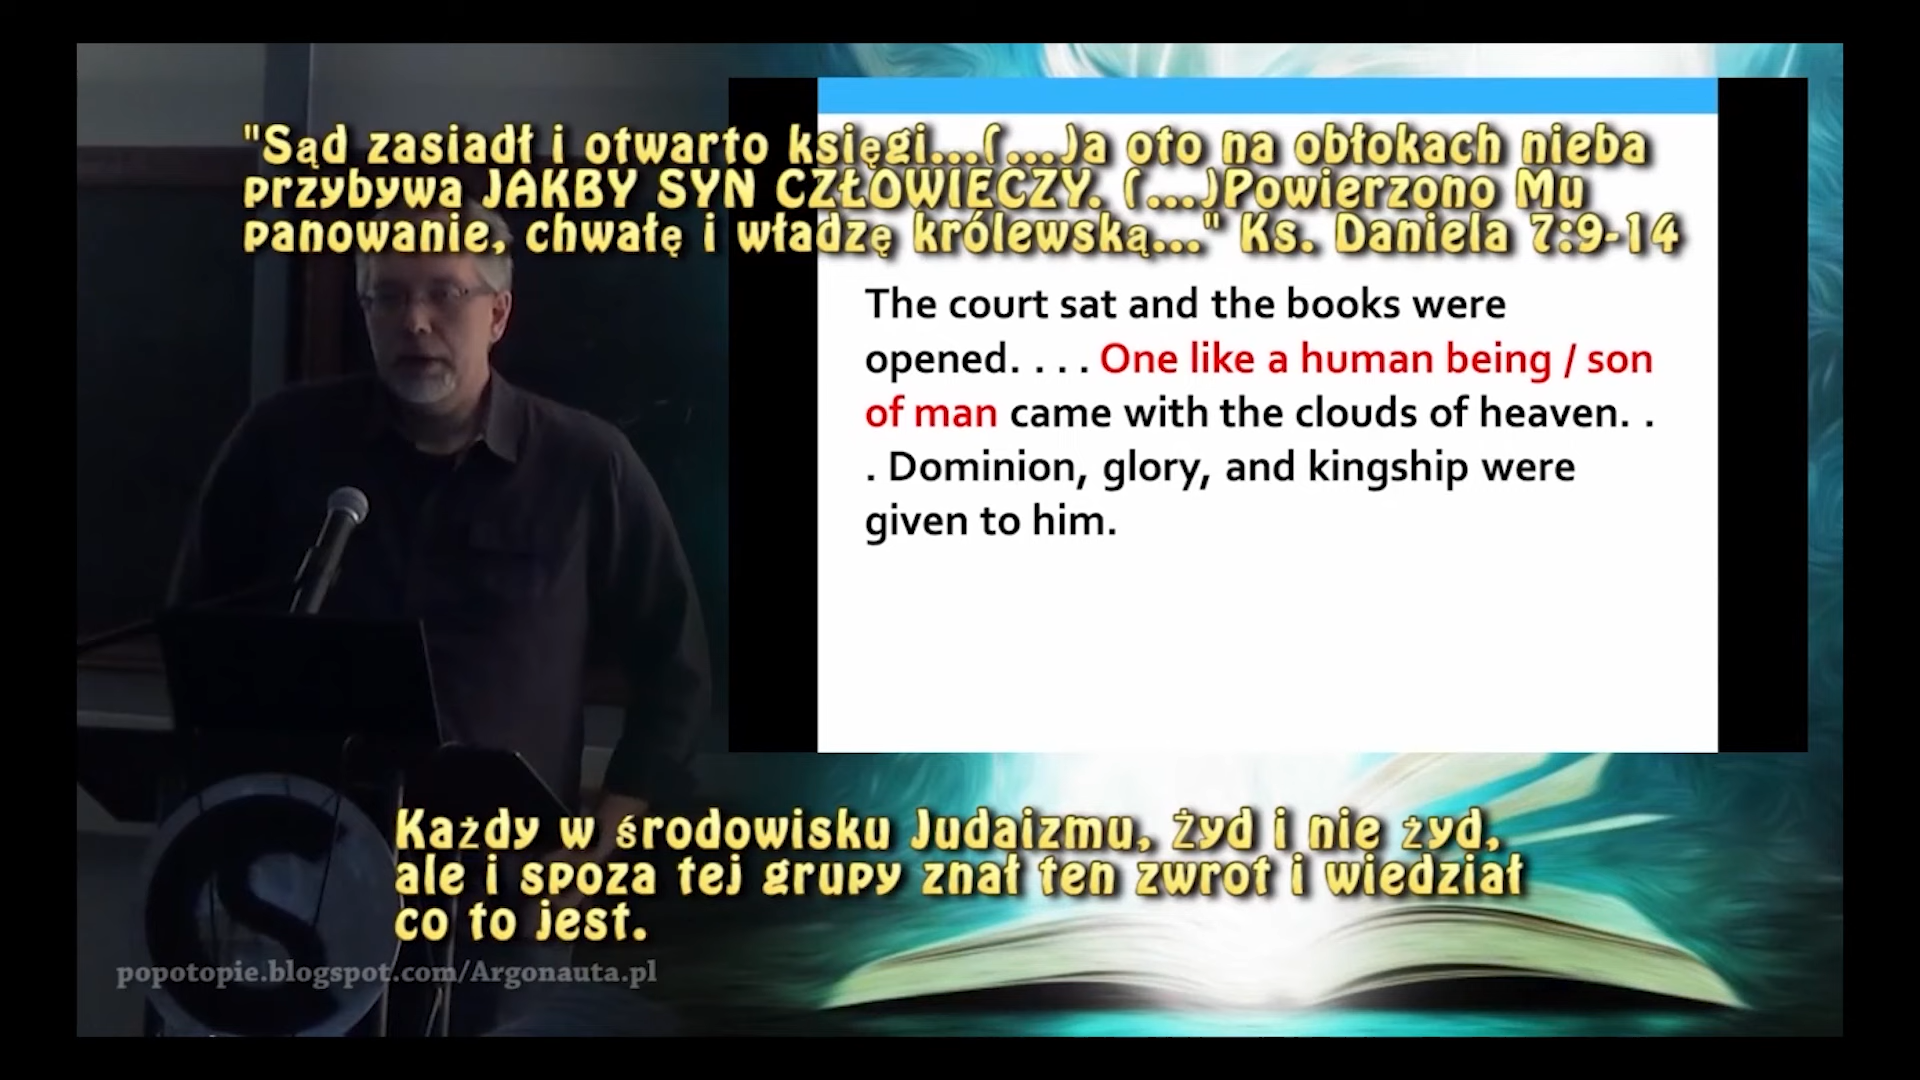 "Sąd zasiadł i otwarto księgi...(...)a oto na obłokach nieba
przybywa JAKBY SYN CZŁOWIECZY. (...)Powierzono Mu
panowanie, chwałę i władzę królewską..." Ks. Daniela 7:9-14
The court sat and the books were
opened. . . . One like a human being / son
of man came with the clouds of heaven. .
. Dominion, glory, and kingship were
given to him.
Każdy w środowisku Judaizmu, żyd i nie żyd,
ale i spoza tej grupy znał ten zwrot i wiedział
co to jest.
popotopie.blogspot.com/Argonauta.pl
S